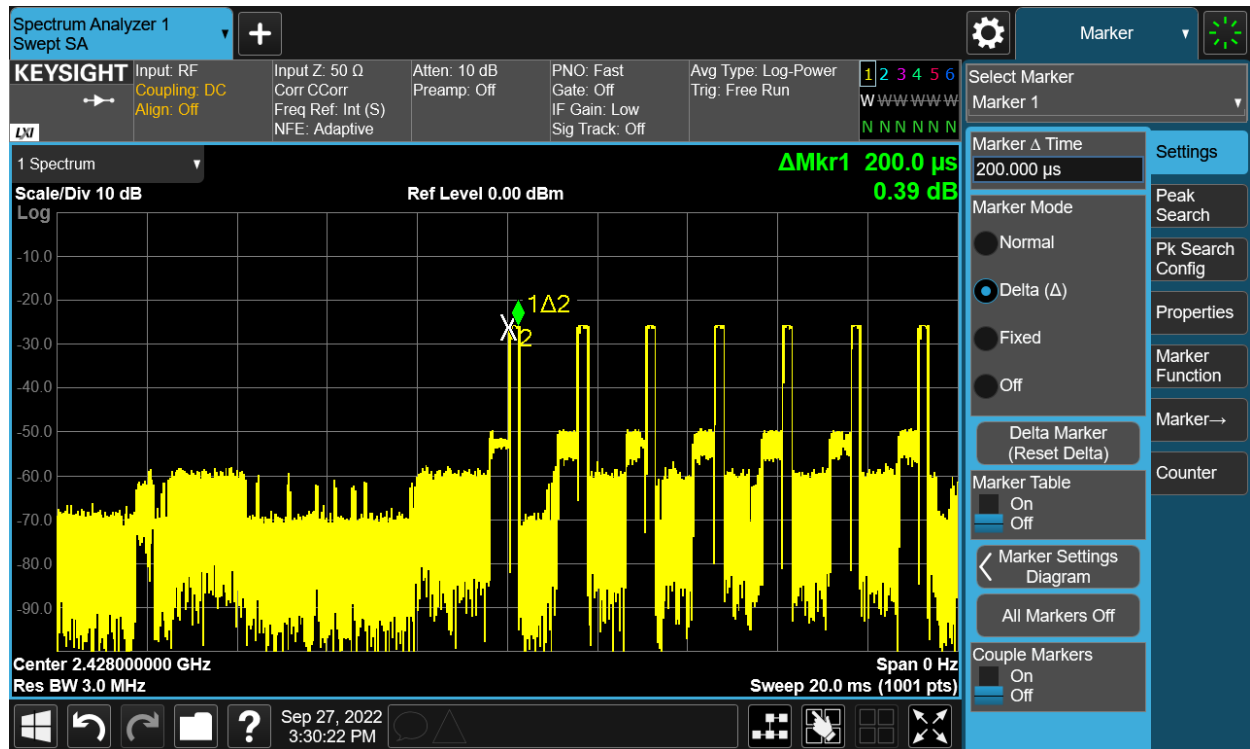 Spectrum Analyzer 1
Swept SA
+
Marker
KEYSIGHT
LXI
Input: RF
Coupling: DC
Align: Off
Input Z: 50 Ω
Corr CCorr
Freq Ref: Int (S)
NFE: Adaptive
Atten: 10 dB
Preamp: Off
PNO: Fast
Gate: Off
IF Gain: Low
Sig Track: Off
Avg Type: Log-Power
Trig: Free Run
1 2 3 4 5 6
W W W W W W
N N N N N N
1 Spectrum
ΔMkr1 200.0 µs
0.39 dB
Scale/Div 10 dB
Ref Level 0.00 dBm
Log
-10.0
-20.0
-30.0
-40.0
-50.0
-60.0
-70.0
-80.0
-90.0
1Δ2
X2
Center 2.428000000 GHz
Span 0 Hz
Res BW 3.0 MHz
Sweep 20.0 ms (1001 pts)
Select Marker
Marker 1
Marker Δ Time
200.000 µs
Marker Mode
Normal
Delta (Δ)
Fixed
Off
Delta Marker
(Reset Delta)
Marker Table
On
Off
Marker Settings
Diagram
All Markers Off
Couple Markers
On
Off
Settings
Peak
Search
Pk Search
Config
Properties
Marker
Function
Marker→
Counter
?
Sep 27, 2022
3:30:22 PM